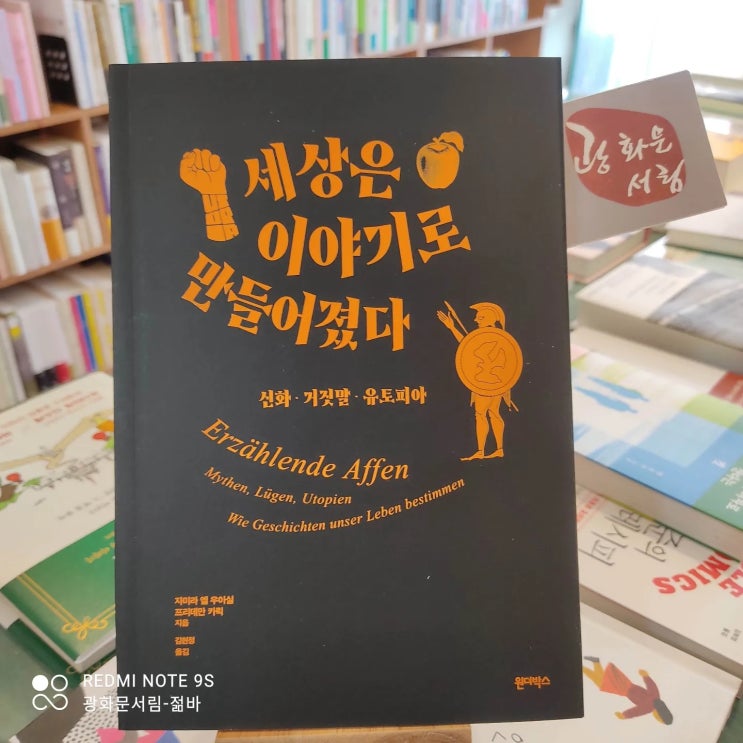 세상은
이야기로
만들어졌다
신화·거짓말·유토피아
Erzählende Affen
Mythen, Lügen, Utopien
Wie Geschichten unser Leben bestimmen
지미라 엘 우아실
프리데만 카릭
지음
김현정
옮김
원더박스
광화문
서림
COMICS
REDMI NOTE 9S
광화문서림-젊바